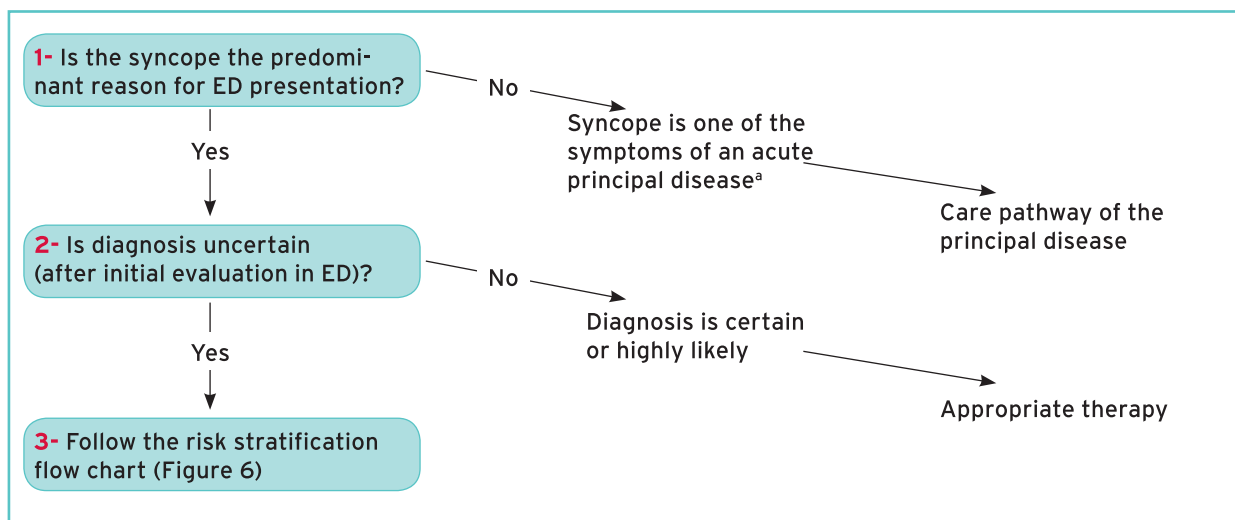 1- Is the syncope the predomi-
nant reason for ED presentation?
No
Syncope is one of the
symptoms of an acute
principal diseaseᵃ
Care pathway of the
principal disease
Yes
2- Is diagnosis uncertain
(after initial evaluation in ED)?
No
Diagnosis is certain
or highly likely
Appropriate therapy
Yes
3- Follow the risk stratification
flow chart (Figure 6)